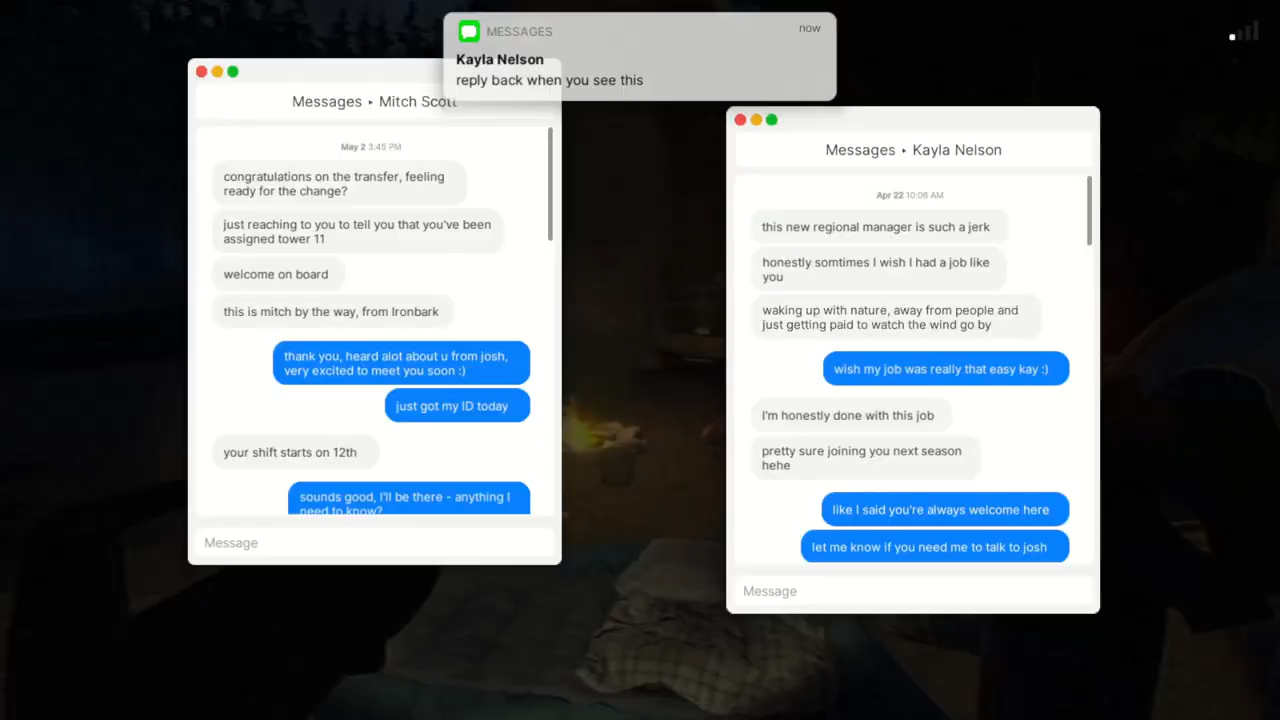 MESSAGES
now
Kayla Nelson
reply back when you see this
Messages ▸ Mitch Scott
May 2 3:45 PM
congratulations on the transfer, feeling
ready for the change?
just reaching to you to tell you that you've been
assigned tower 11
welcome on board
this is mitch by the way, from Ironbark
thank you, heard alot about u from josh,
very excited to meet you soon :)
just got my ID today
your shift starts on 12th
sounds good, I'll be there - anything I
need to know?
Message
Messages ▸ Kayla Nelson
Apr 22 10:06 AM
this new regional manager is such a jerk
honestly somtimes I wish I had a job like
you
waking up with nature, away from people and
just getting paid to watch the wind go by
wish my job was really that easy kay :)
I'm honestly done with this job
pretty sure joining you next season
hehe
like I said you're always welcome here
let me know if you need me to talk to josh
Message